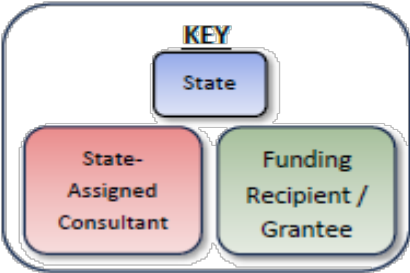 KEY
State
State-
Assigned
Consultant
Funding
Recipient /
Grantee